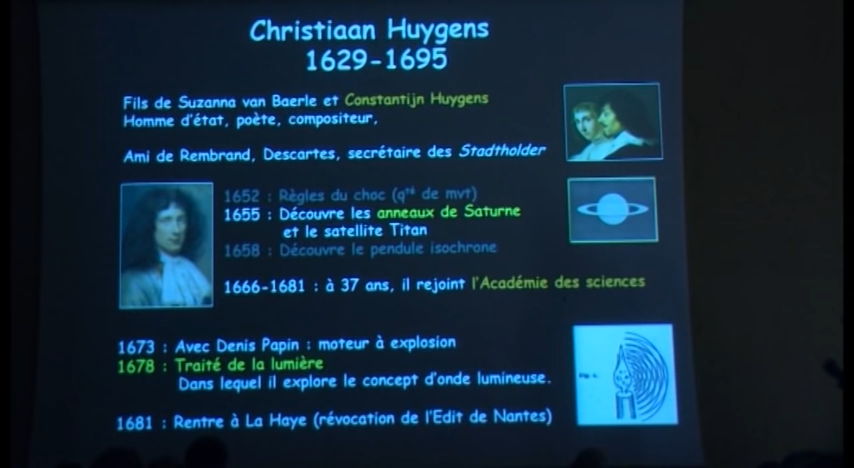 Christiaan Huygens
1629-1695
Fils de Suzanna van Baerle et Constantijn Huygens
Homme d'état, poète, compositeur,
Ami de Rembrand, Descartes, secrétaire des Stadtholder
1652 : Règles du choc (qté de mvt)
1655 : Découvre les anneaux de Saturne
et le satellite Titan
1658 : Découvre le pendule isochrone
1666-1681 : à 37 ans, il rejoint l'Académie des sciences
1673 : Avec Denis Papin : moteur à explosion
1678 : Traité de la lumière
Dans lequel il explore le concept d'onde lumineuse.
1681 : Rentre à La Haye (révocation de l'Edit de Nantes)